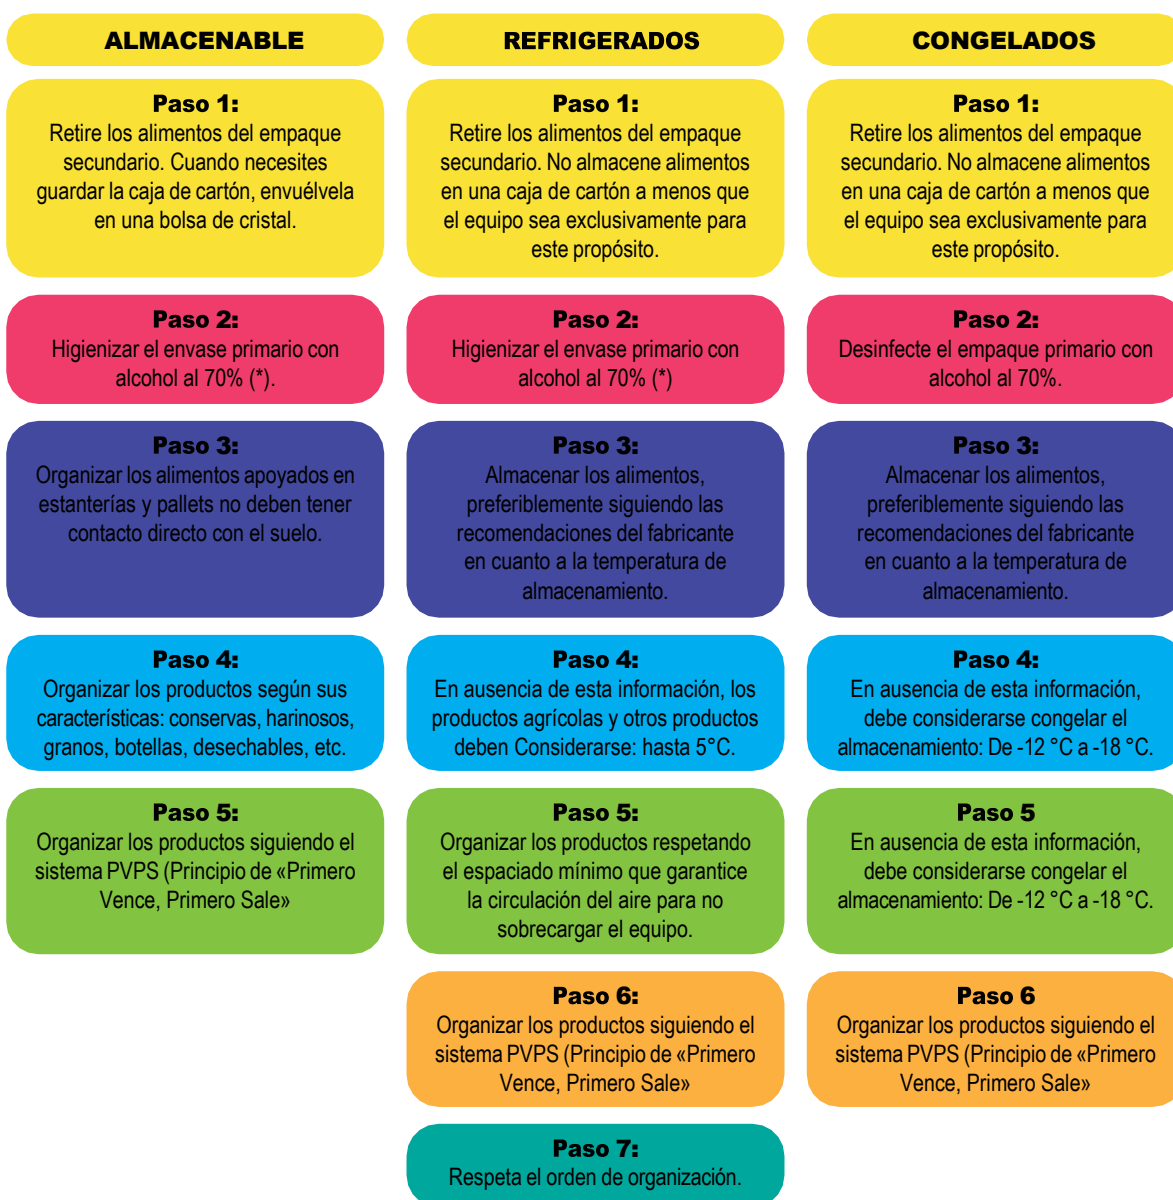 ALMACENABLE
Paso 1:
Retire los alimentos del empaque
secundario. Cuando necesites
guardar la caja de cartón, envuélvela
en una bolsa de cristal.
Paso 2:
Higienizar el envase primario con
alcohol al 70% (*).
Paso 3:
Organizar los alimentos apoyados en
estanterías y pallets no deben tener
contacto directo con el suelo.
Paso 4:
Organizar los productos según sus
características: conservas, harinosos,
granos, botellas, desechables, etc.
Paso 5:
Organizar los productos siguiendo el
sistema PVPS (Principio de «Primero
Vence, Primero Sale»
REFRIGERADOS
Paso 1:
Retire los alimentos del empaque
secundario. No almacene alimentos
en una caja de cartón a menos que
el equipo sea exclusivamente para
este propósito.
Paso 2:
Higienizar el envase primario con
alcohol al 70% (*)
Paso 3:
Almacenar los alimentos,
preferiblemente siguiendo las
recomendaciones del fabricante
en cuanto a la temperatura de
almacenamiento.
Paso 4:
En ausencia de esta información, los
productos agrícolas y otros productos
deben Considerarse: hasta 5°C.
Paso 5:
Organizar los productos respetando
el espaciado mínimo que garantice
la circulación del aire para no
sobrecargar el equipo.
Paso 6:
Organizar los productos siguiendo el
sistema PVPS (Principio de «Primero
Vence, Primero Sale»
Paso 7:
Respeta el orden de organización.
CONGELADOS
Paso 1:
Retire los alimentos del empaque
secundario. No almacene alimentos
en una caja de cartón a menos que
el equipo sea exclusivamente para
este propósito.
Paso 2:
Desinfecte el empaque primario con
alcohol al 70%.
Paso 3:
Almacenar los alimentos,
preferiblemente siguiendo las
recomendaciones del fabricante
en cuanto a la temperatura de
almacenamiento.
Paso 4:
En ausencia de esta información,
debe considerarse congelar el
almacenamiento: De -12 °C a -18 °C.
Paso 5
En ausencia de esta información,
debe considerarse congelar el
almacenamiento: De -12 °C a -18 °C.
Paso 6
Organizar los productos siguiendo el
sistema PVPS (Principio de «Primero
Vence, Primero Sale»